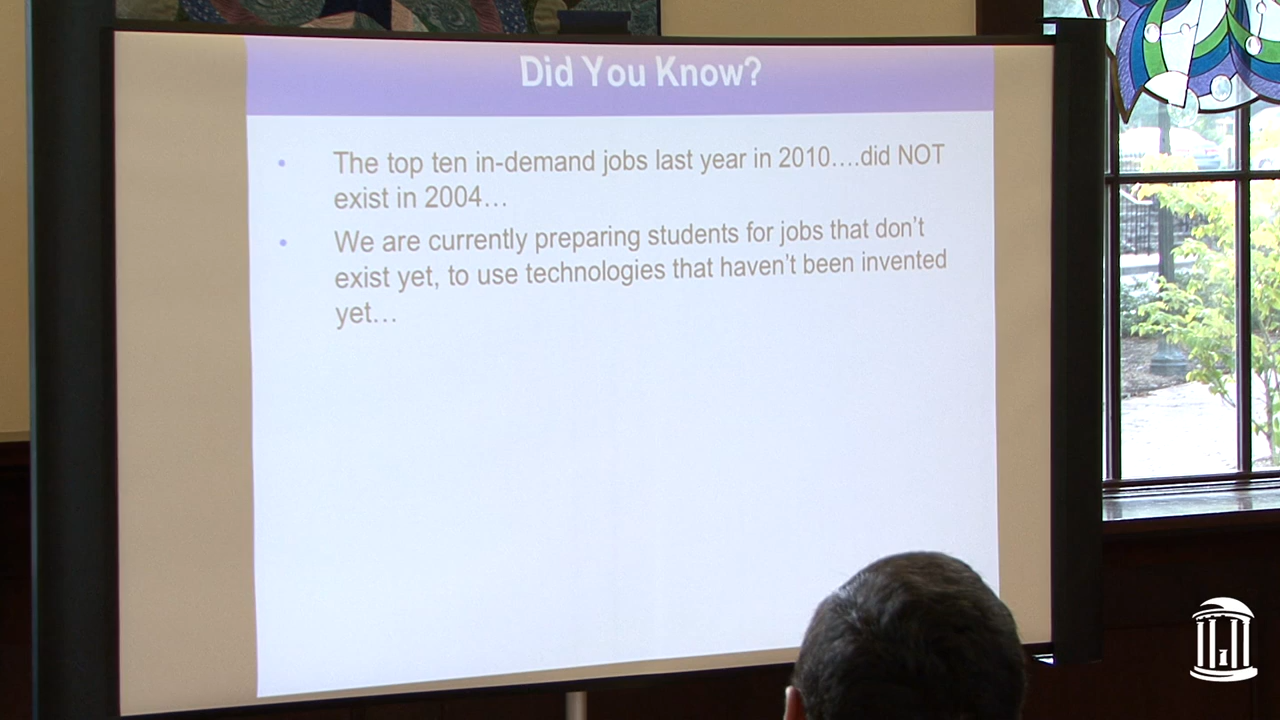 Did You Know?
• The top ten in-demand jobs last year in 2010....did NOT
exist in 2004…
• We are currently preparing students for jobs that don't
exist yet, to use technologies that haven't been invented
yet…